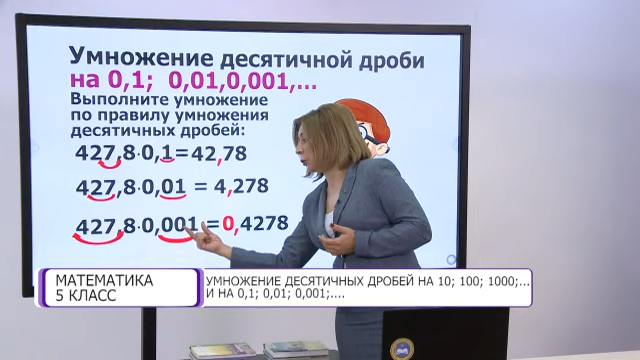 Умножение десятичной дроби
на 0,1; 0,01,0,001,...
Выполните умножение
по правилу умножения
десятичных дробей:
427,8·0,1=42,78
427,8·0,01 = 4,278
427,8·0,001 =0,4278
МАТЕМАТИКА
5 КЛАСС
УМНОЖЕНИЕ ДЕСЯТИЧНЫХ ДРОБЕЙ НА 10; 100; 1000;...
И НА 0,1; 0,01; 0,001;....